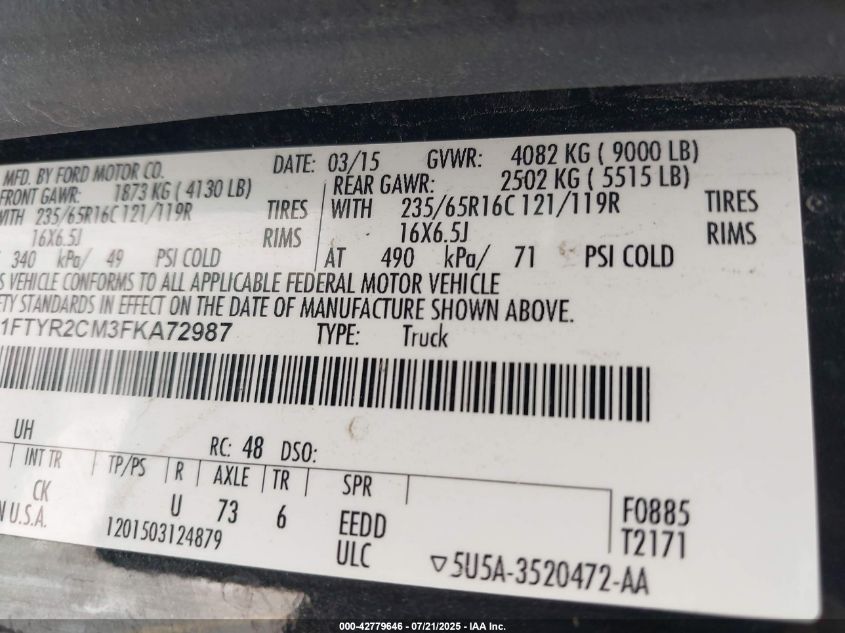 MFD. BY FORD MOTOR CO. DATE: 03/15 GVWR: 4082 KG ( 9000 LB)
FRONT GAWR: 1873 KG ( 4130 LB) REAR GAWR: 2502 KG ( 5515 LB)
WITH 235/65R16C 121/119R TIRES WITH 235/65R16C 121/119R TIRES
16X6.5J RIMS 16X6.5J RIMS
340 kPa/ 49 PSI COLD AT 490 kPa/ 71 PSI COLD
S VEHICLE CONFORMS TO ALL APPLICABLE FEDERAL MOTOR VEHICLE
FTY STANDARDS IN EFFECT ON THE DATE OF MANUFACTURE SHOWN ABOVE.
1FTYR2CM3FKA72987 TYPE: Truck
UH RC: 48 DSO:
INT TR TP/PS R AXLE TR SPR
CK U 73 6 EEDD F0885
N U.S.A. 1201503124879 ULC T2171
▽5U5A-3520472-AA
000-42779646 - 07/21/2025 - IAA Inc.